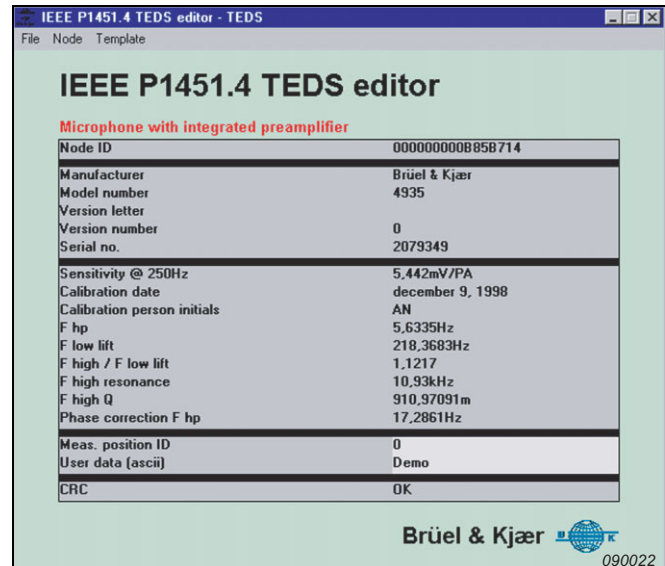 IEEE P1451.4 TEDS editor - TEDS
File Node Template
IEEE P1451.4 TEDS editor
Microphone with integrated preamplifier
Node ID 000000000B85B714
Manufacturer Brüel & Kjær
Model number 4935
Version letter
Version number 0
Serial no. 2079349
Sensitivity @ 250Hz 5,442mV/PA
Calibration date december 9, 1998
Calibration person initials AN
F hp 5,6335Hz
F low lift 218,3683Hz
F high / F low lift 1,1217
F high resonance 10,93kHz
F high Q 910,97091m
Phase correction F hp 17,2861Hz
Meas. position ID 0
User data (ascii) Demo
CRC OK
Brüel & Kjær B K
090022